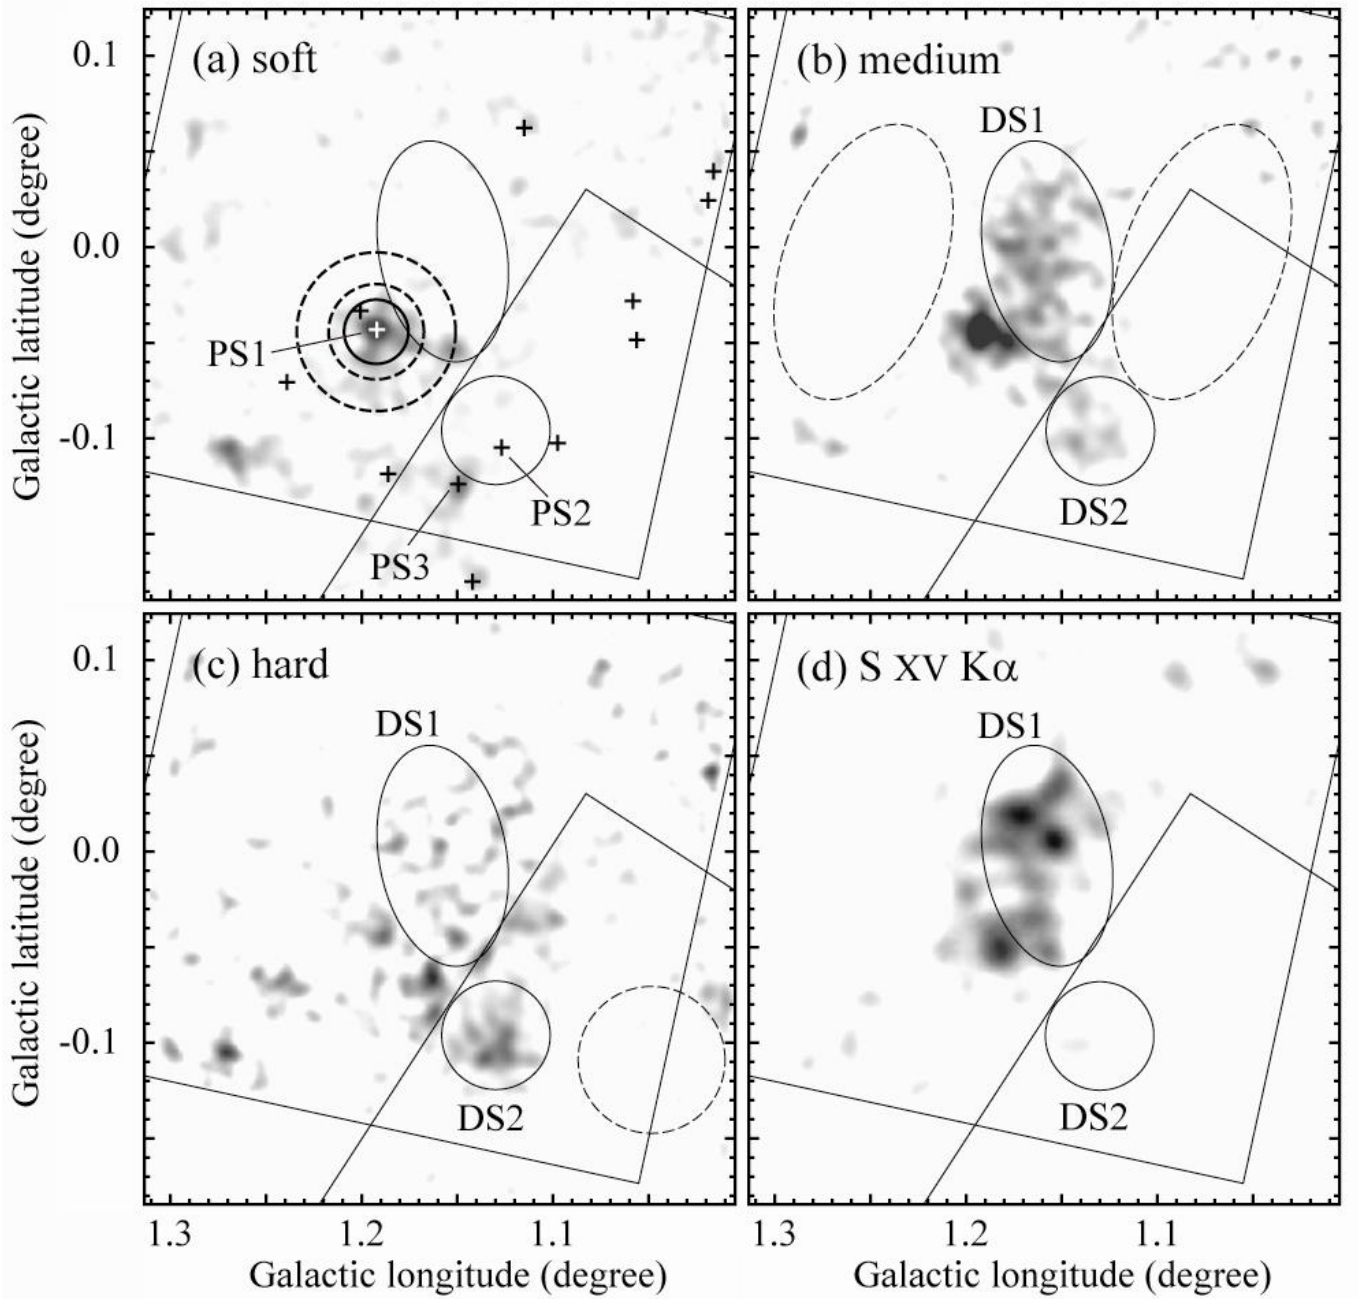 (a) soft
(b) medium
DS1
0.1
0.0
-0.1
Galactic latitude (degree)
PS1
PS2
PS3
DS2
(c) hard
(d) S XV Kα
DS1
DS1
0.1
0.0
-0.1
Galactic latitude (degree)
DS2
DS2
1.3
1.2
1.1
1.3
1.2
1.1
Galactic longitude (degree)
Galactic longitude (degree)